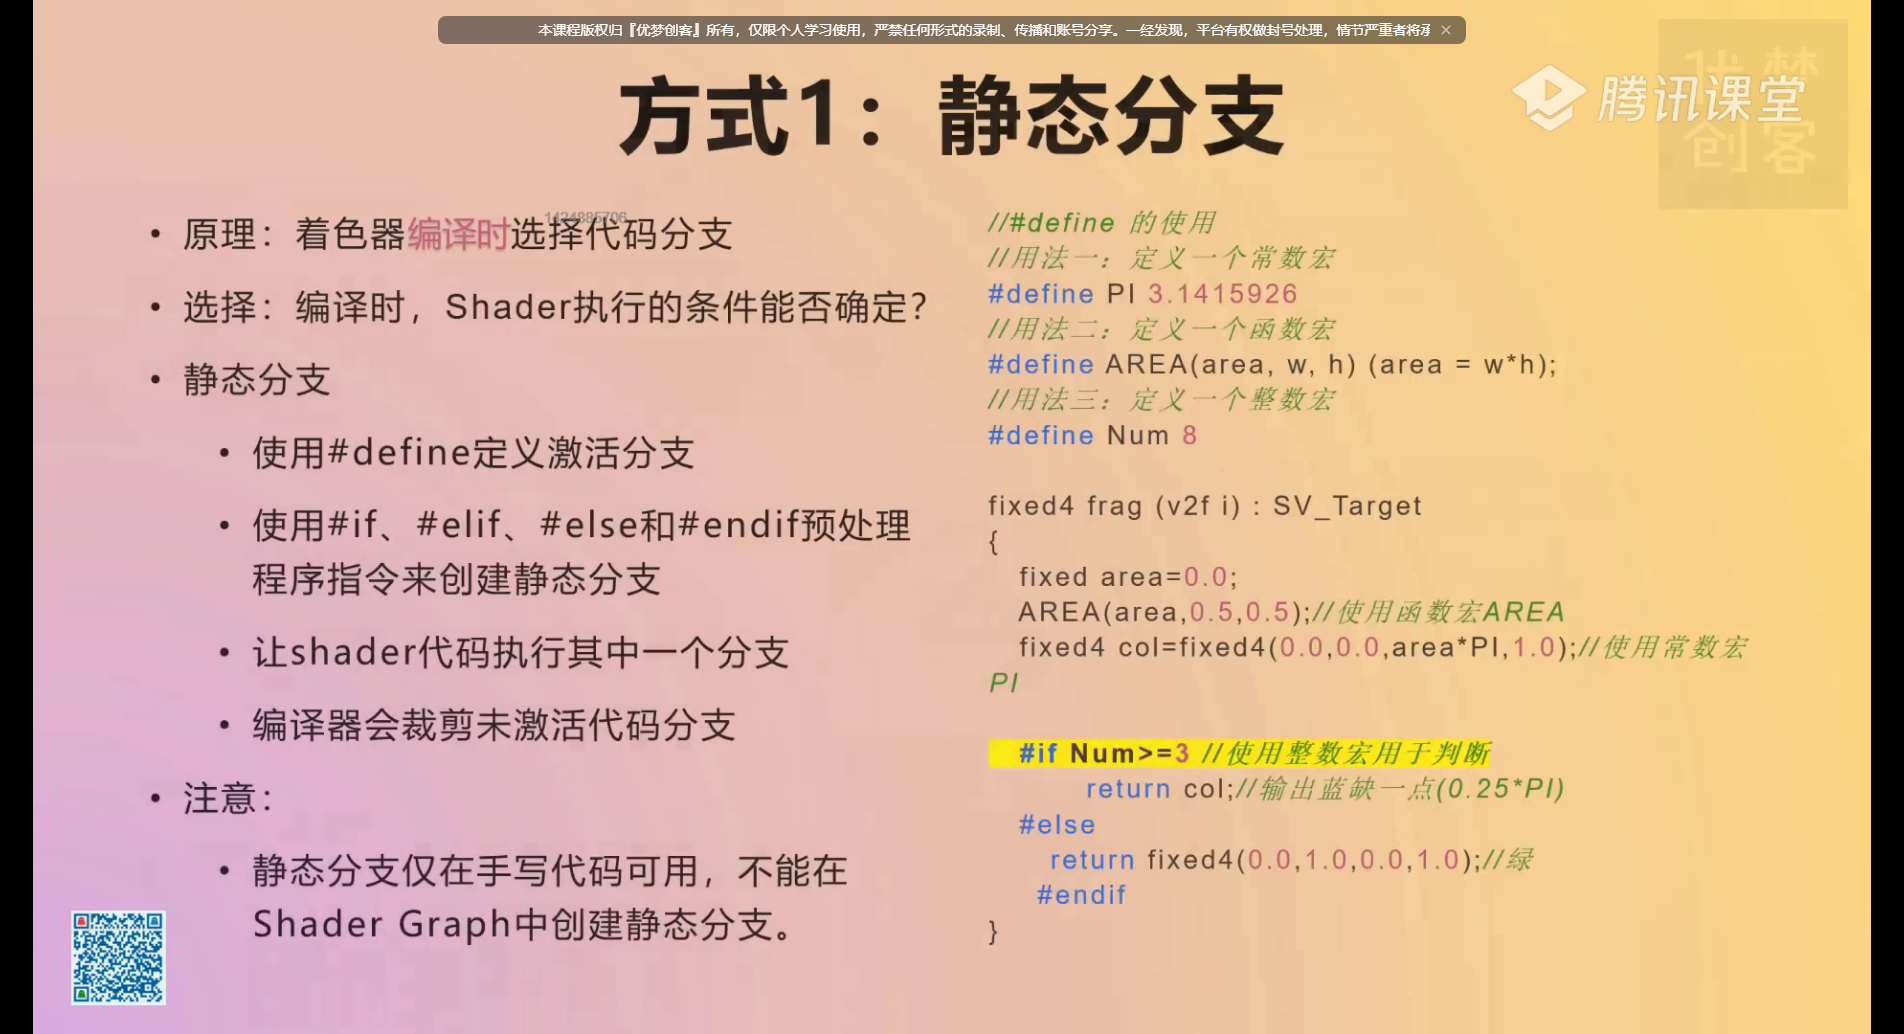 本课程版权归『优梦创客』所有，仅限个人学习使用，严禁任何形式的录制、传播和账号分享。一经发现，平台有权做封号处理，情节严重者将承
方式1：静态分支
腾讯课堂
优梦
创客
1424885706
• 原理：着色器编译时选择代码分支
• 选择：编译时，Shader执行的条件能否确定？
• 静态分支
• 使用#define定义激活分支
• 使用#if、#elif、#else和#endif预处理
程序指令来创建静态分支
• 让shader代码执行其中一个分支
• 编译器会裁剪未激活代码分支
• 注意：
• 静态分支仅在手写代码可用，不能在
Shader Graph中创建静态分支。
//#define 的使用
//用法一：定义一个常数宏
#define PI 3.1415926
//用法二：定义一个函数宏
#define AREA(area, w, h) (area = w*h);
//用法三：定义一个整数宏
#define Num 8
fixed4 frag (v2f i) : SV_Target
{
fixed area=0.0;
AREA(area,0.5,0.5);//使用函数宏AREA
fixed4 col=fixed4(0.0,0.0,area*PI,1.0);//使用常数宏
PI
#if Num>=3 //使用整数宏用于判断
return col;//输出蓝缺一点(0.25*PI)
#else
return fixed4(0.0,1.0,0.0,1.0);//绿
#endif
}